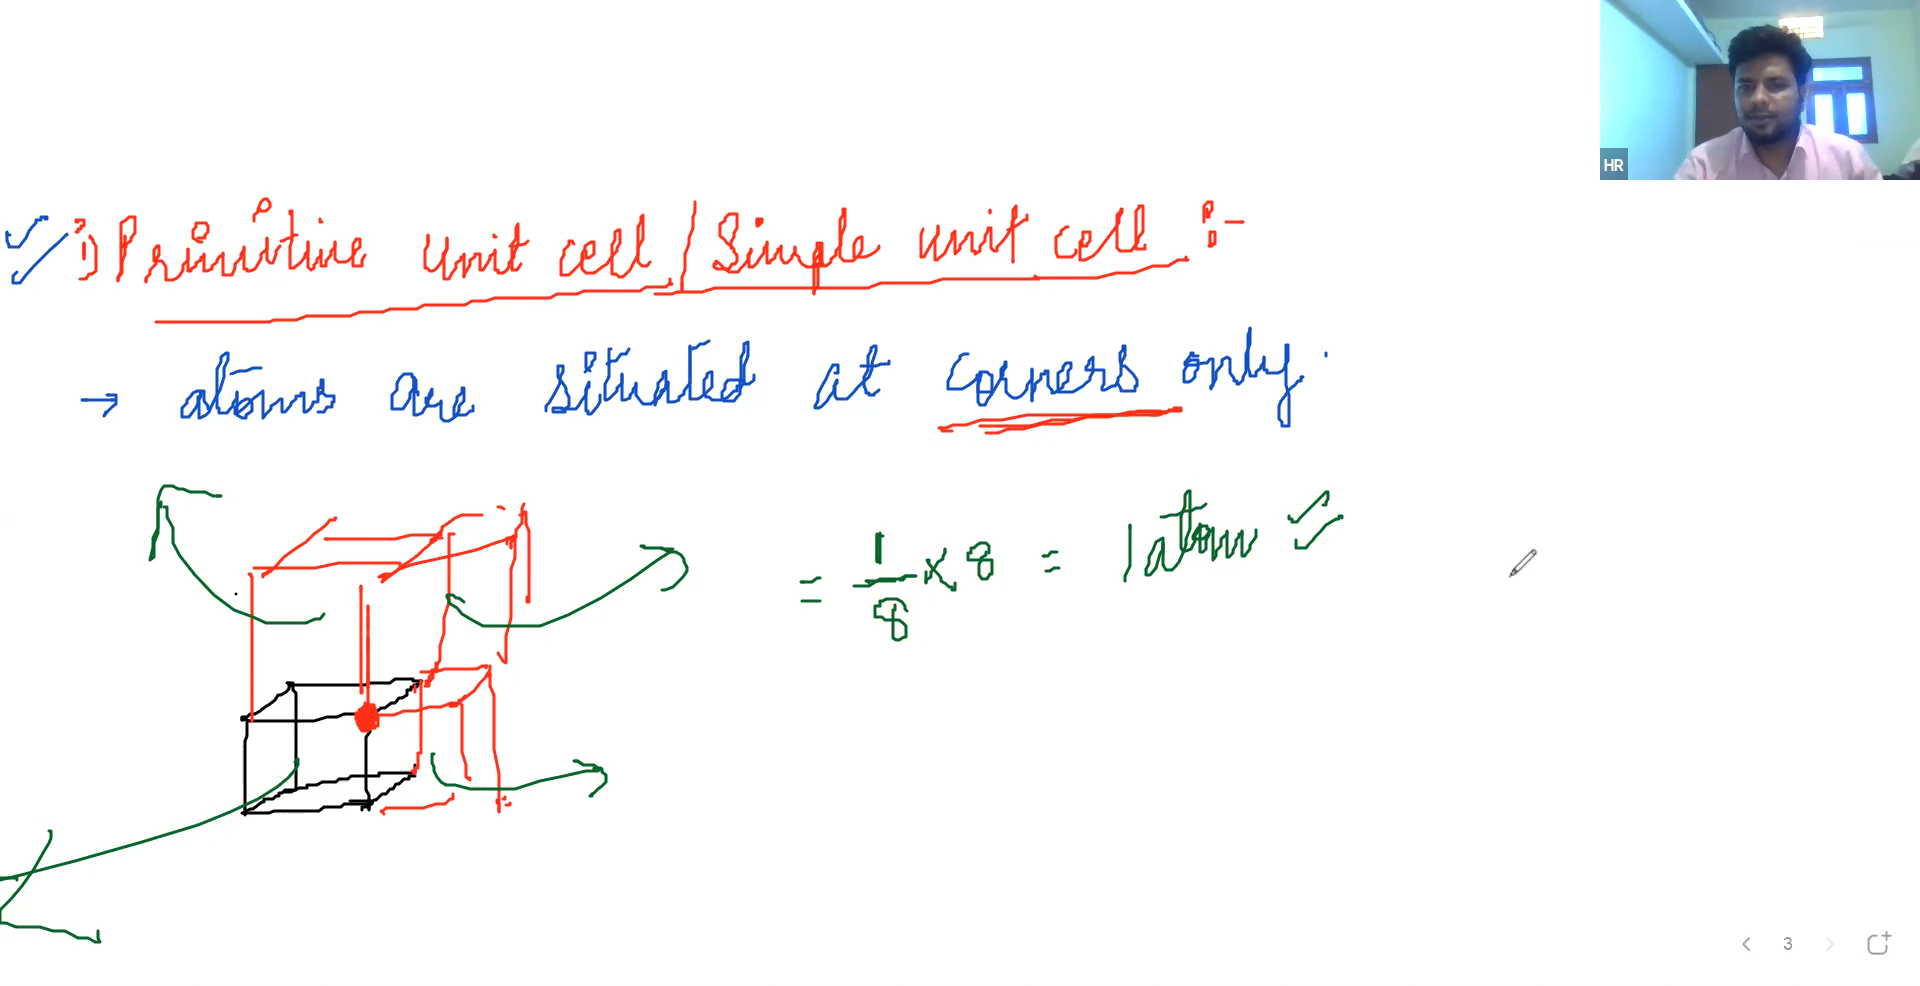 HR
1) Primitive unit cell / Simple unit cell :-
→ atoms are situated at corners only.
= 1/8 × 8 = 1 atom
3